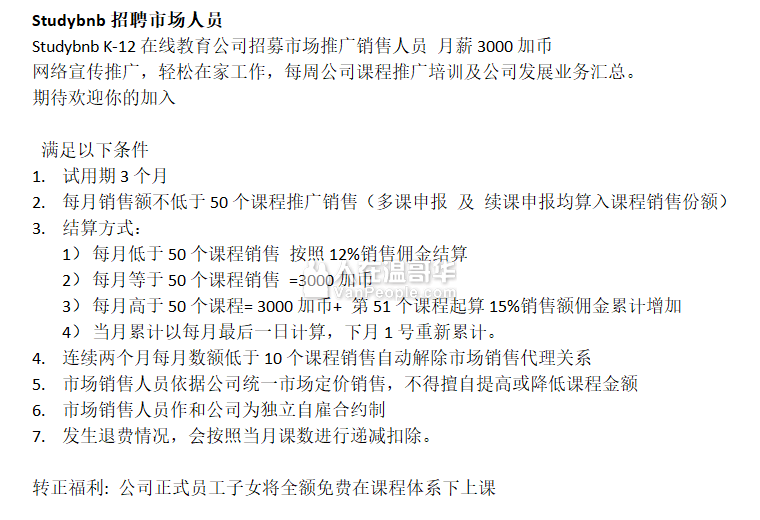 Studybnb 招聘市场人员
Studybnb K-12 在线教育公司招募市场推广销售人员 月薪 3000 加币
网络宣传推广，轻松在家工作，每周公司课程推广培训及公司发展业务汇总。
期待欢迎你的加入
满足以下条件
1. 试用期 3 个月
2. 每月销售额不低于 50 个课程推广销售（多课申报 及 续课申报均算入课程销售份额）
3. 结算方式：
1） 每月低于 50 个课程销售 按照 12%销售佣金结算
2） 每月等于 50 个课程销售 =3000 加币
3） 每月高于 50 个课程= 3000 加币+ 第 51 个课程起算 15%销售额佣金累计增加
4） 当月累计以每月最后一日计算，下月 1 号重新累计。
4. 连续两个月每月数额低于 10 个课程销售自动解除市场销售代理关系
5. 市场销售人员依据公司统一市场定价销售，不得擅自提高或降低课程金额
6. 市场销售人员作和公司为独立自雇合约制
7. 发生退费情况，会按照当月课数进行递减扣除。
转正福利: 公司正式员工子女将全额免费在课程体系下上课
人在温哥华
VanPeople.com